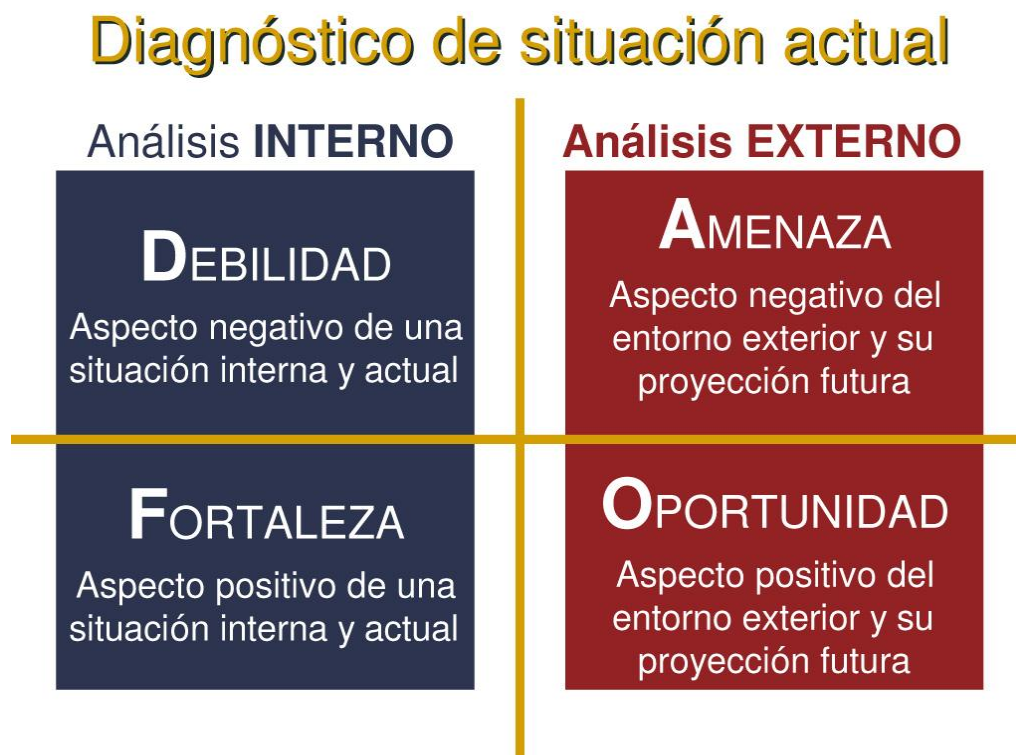 Diagnóstico de situación actual
Análisis INTERNO
DEBILIDAD
Aspecto negativo de una
situación interna y actual
FORTALEZA
Aspecto positivo de una
situación interna y actual
Análisis EXTERNO
AMENAZA
Aspecto negativo del
entorno exterior y su
proyección futura
OPORTUNIDAD
Aspecto positivo del
entorno exterior y su
proyección futura